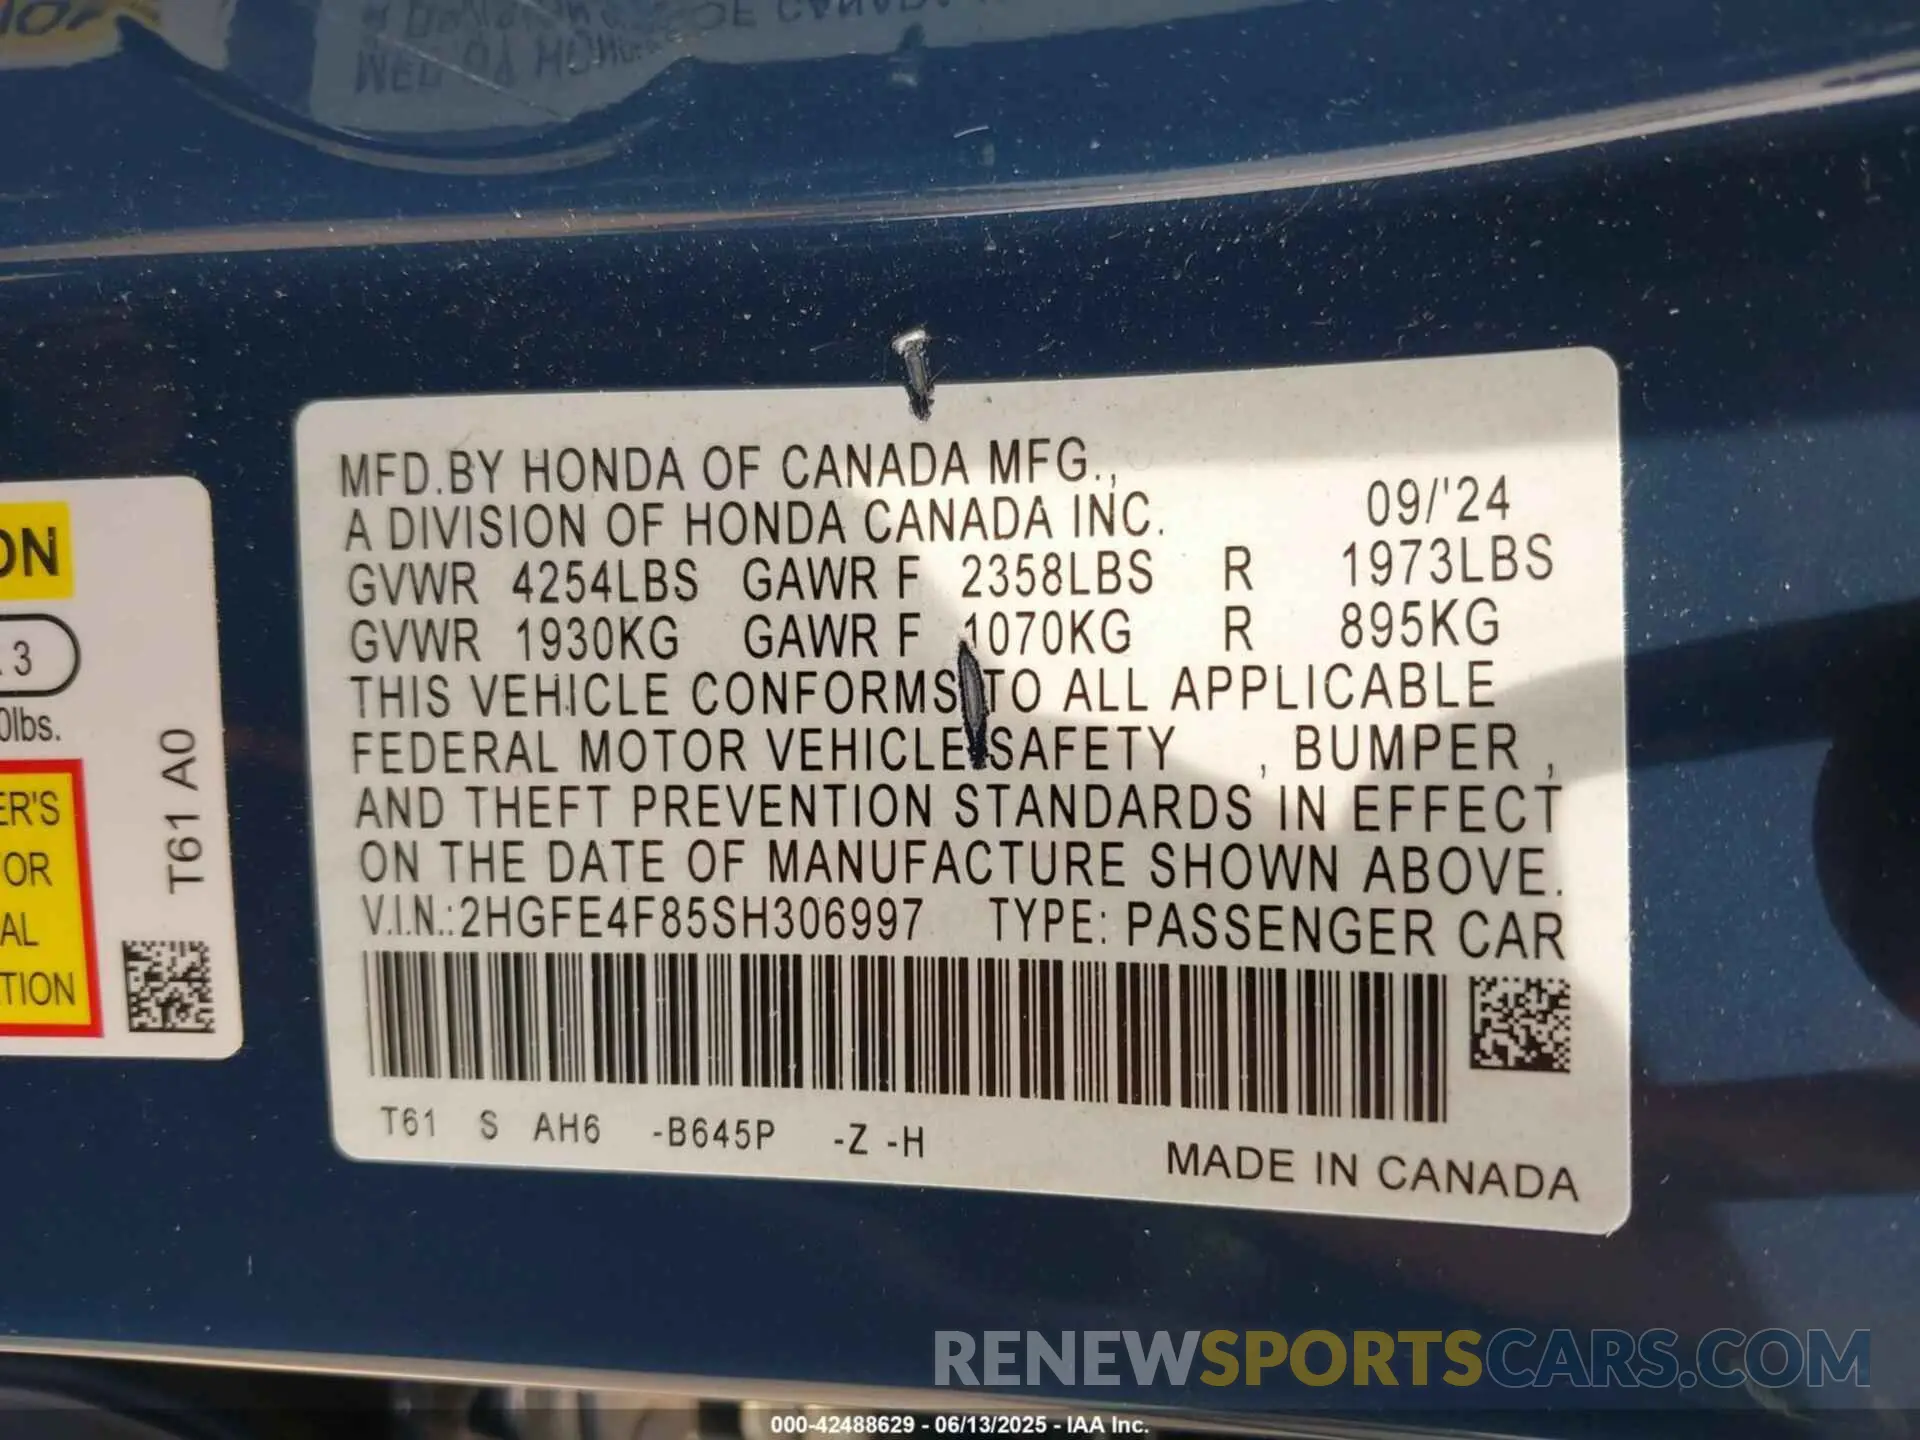 MFD.BY HONDA OF CANADA MFG.,
A DIVISION OF HONDA CANADA INC. 09/'24
GVWR 4254LBS GAWR F 2358LBS R 1973LBS
GVWR 1930KG GAWR F 1070KG R 895KG
THIS VEHICLE CONFORMS TO ALL APPLICABLE
FEDERAL MOTOR VEHICLE SAFETY , BUMPER ,
AND THEFT PREVENTION STANDARDS IN EFFECT
ON THE DATE OF MANUFACTURE SHOWN ABOVE.
V.I.N.:2HGFE4F85SH306997 TYPE: PASSENGER CAR
T61 S AH6 -B645P -Z -H
MADE IN CANADA
ON
3
0lbs.
ER'S
OR
AL
TION
T61 A0
RENEWSPORTSCARS.COM
000-42488629 - 06/13/2025 - IAA Inc.